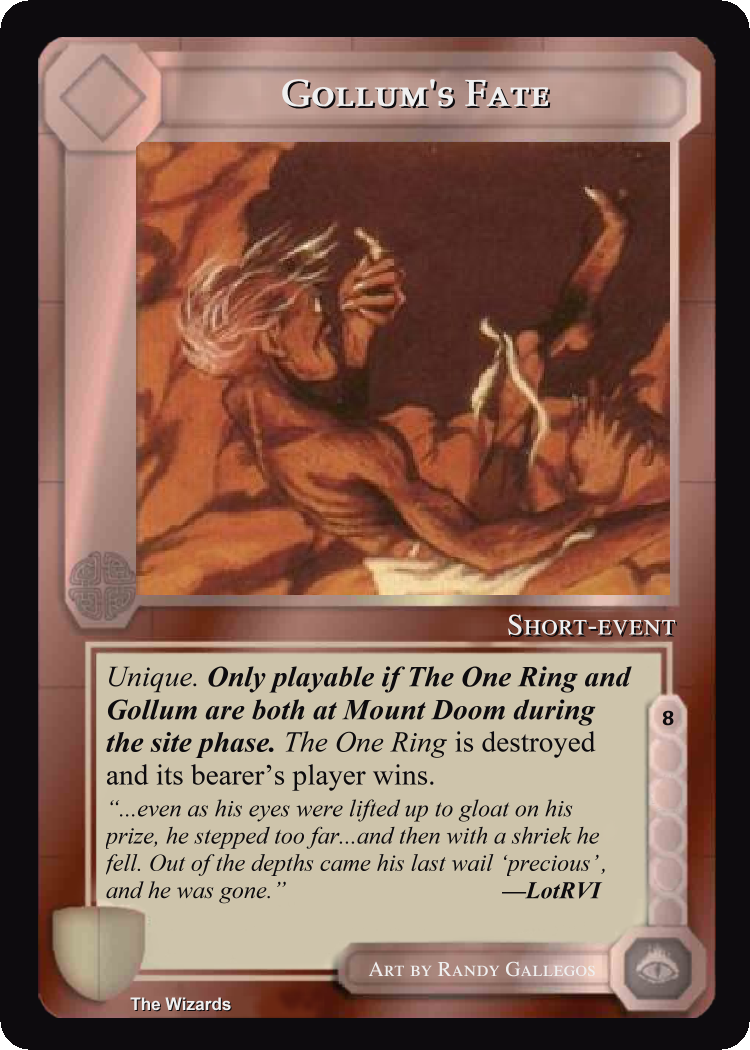 Gollum's Fate
Short-event
Unique. Only playable if The One Ring and
Gollum are both at Mount Doom during
the site phase. The One Ring is destroyed
and its bearer’s player wins.
“...even as his eyes were lifted up to gloat on his
prize, he stepped too far...and then with a shriek he
fell. Out of the depths came his last wail ‘precious’,
and he was gone.” —LotRVI
8
Art by Randy Gallegos
The Wizards